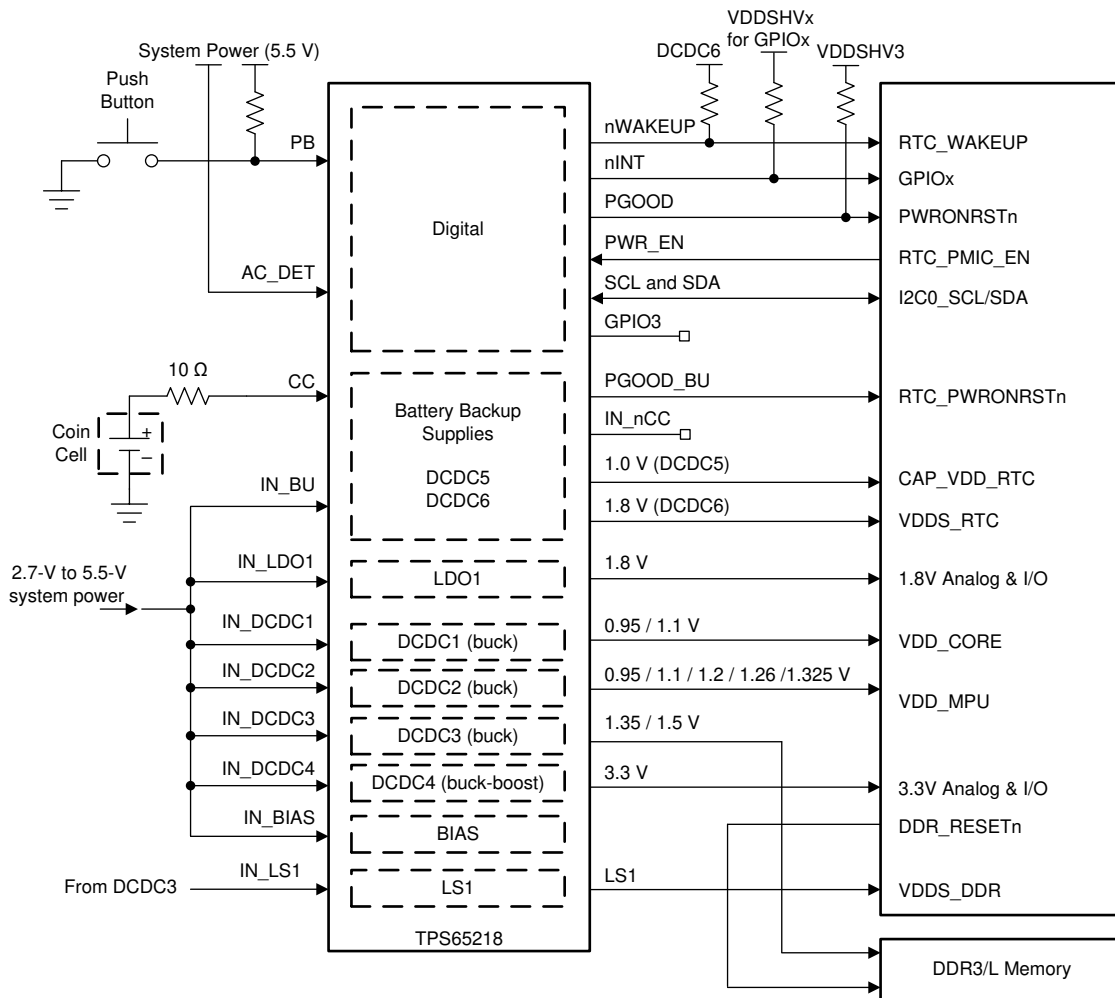 System Power (5.5 V)
VDDSHVx
for GPIOx
DCDC6
VDDSHV3
Push
Button
PB
AC_DET
10 Ω
CC
Coin
Cell
+
–
IN_BU
2.7-V to 5.5-V
system power
IN_LDO1
IN_DCDC1
IN_DCDC2
IN_DCDC3
IN_DCDC4
IN_BIAS
From DCDC3
IN_LS1
Digital
Battery Backup
Supplies
DCDC5
DCDC6
LDO1
DCDC1 (buck)
DCDC2 (buck)
DCDC3 (buck)
DCDC4 (buck-boost)
BIAS
LS1
TPS65218
nWAKEUP
nINT
PGOOD
PWR_EN
SCL and SDA
GPIO3
PGOOD_BU
IN_nCC
1.0 V (DCDC5)
1.8 V (DCDC6)
1.8 V
0.95 / 1.1 V
0.95 / 1.1 / 1.2 / 1.26 /1.325 V
1.35 / 1.5 V
3.3 V
LS1
RTC_WAKEUP
GPIOx
PWRONRSTn
RTC_PMIC_EN
I2C0_SCL/SDA
RTC_PWRONRSTn
CAP_VDD_RTC
VDDS_RTC
1.8V Analog & I/O
VDD_CORE
VDD_MPU
3.3V Analog & I/O
DDR_RESETn
VDDS_DDR
DDR3/L Memory